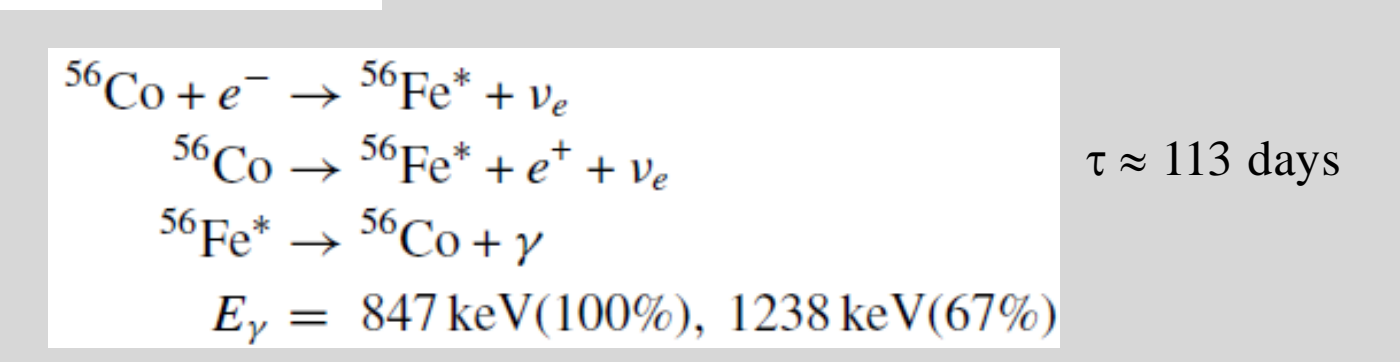 ⁵⁶Co + e⁻ → ⁵⁶Fe* + νₑ
⁵⁶Co → ⁵⁶Fe* + e⁺ + νₑ
τ ≈ 113 days
⁵⁶Fe* → ⁵⁶Co + γ
E_γ = 847 keV(100%), 1238 keV(67%)